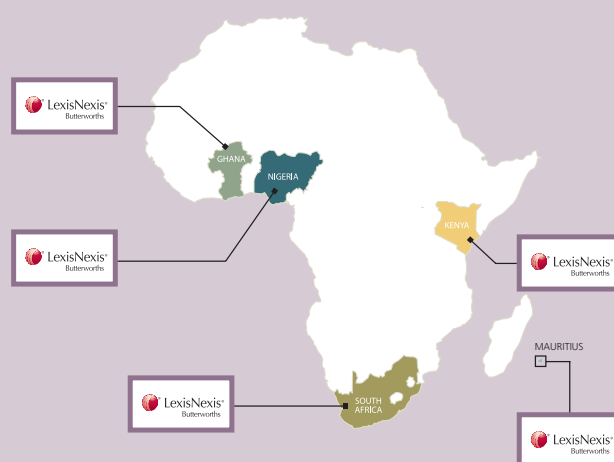 LexisNexis®
Butterworths
GHANA
NIGERIA
LexisNexis®
Butterworths
KENYA
LexisNexis®
Butterworths
MAURITIUS
LexisNexis®
Butterworths
SOUTH
AFRICA
LexisNexis®
Butterworths